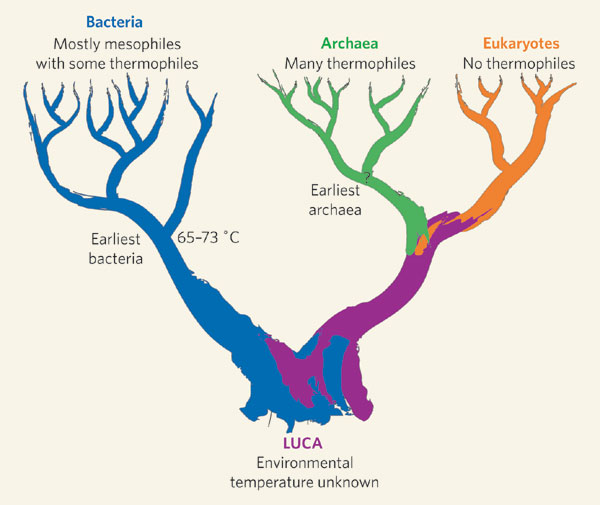 Bacteria
Mostly mesophiles
with some thermophiles
Archaea
Many thermophiles
Eukaryotes
No thermophiles
?
Earliest
archaea
Earliest
bacteria
65–73 ˚C
LUCA
Environmental
temperature unknown